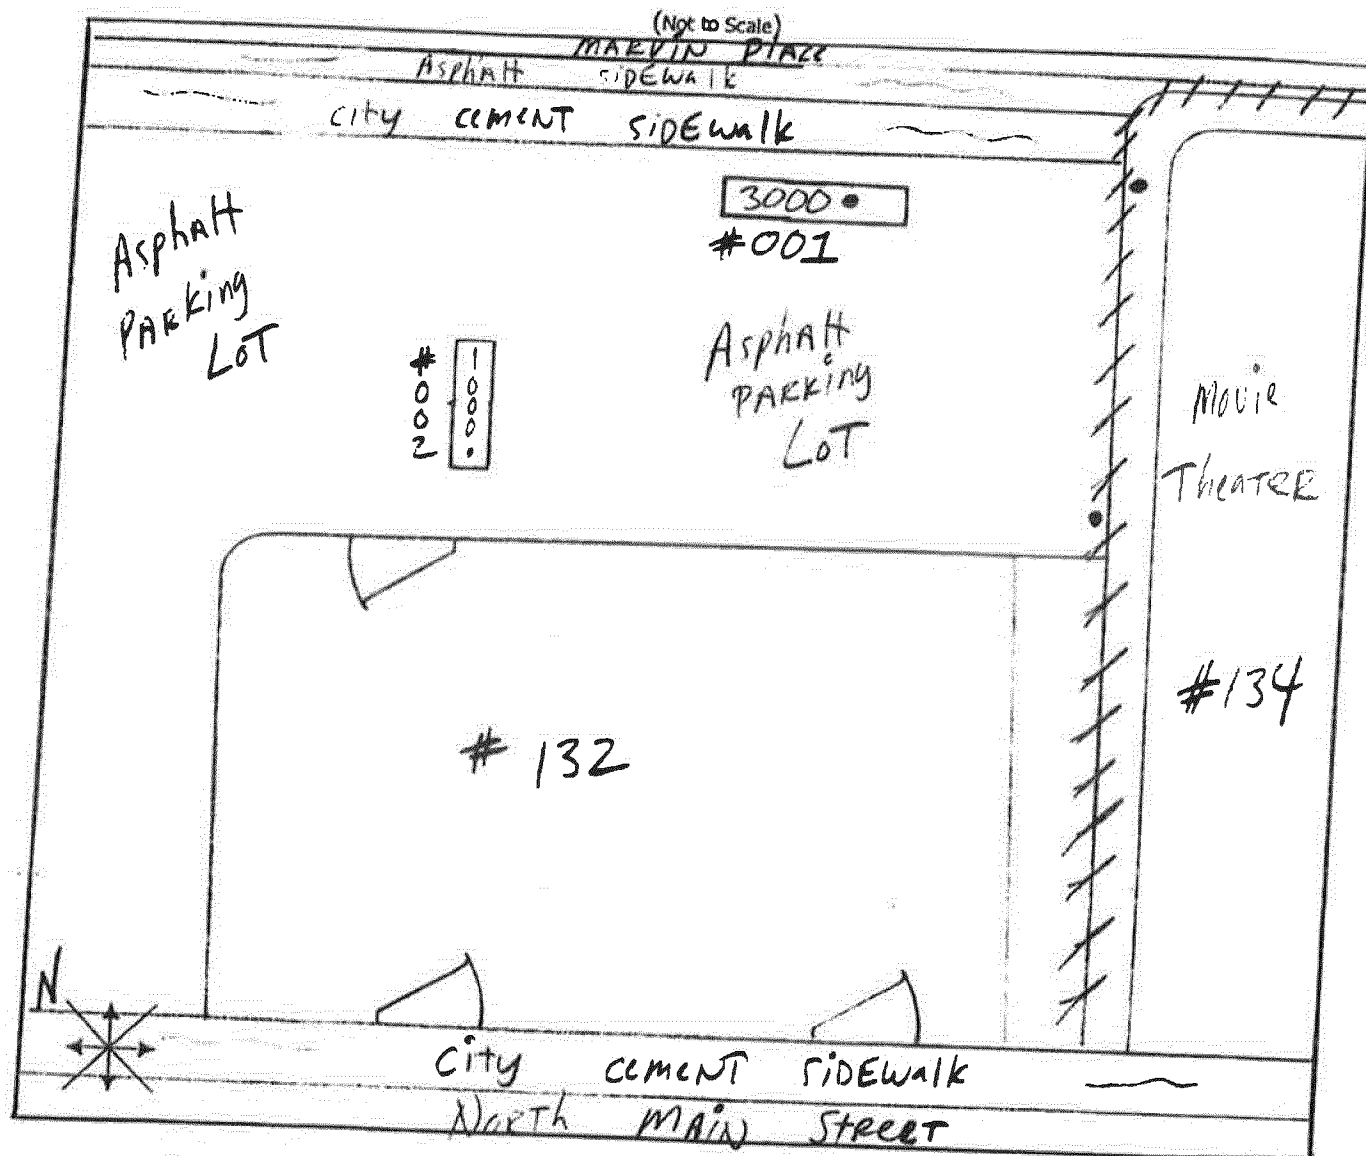 (Not to Scale)
MARVIN PLACE
Asphalt SIDEWalk
City CEMENT SIDEWalk
3000
#001
Asphalt
PARKing
LOT
#002
1000
Asphalt
PARKing
LOT
Movie
THEATRE
#134
# 132
N
City CEMENT SIDEWalk
NORTH MAIN STREET